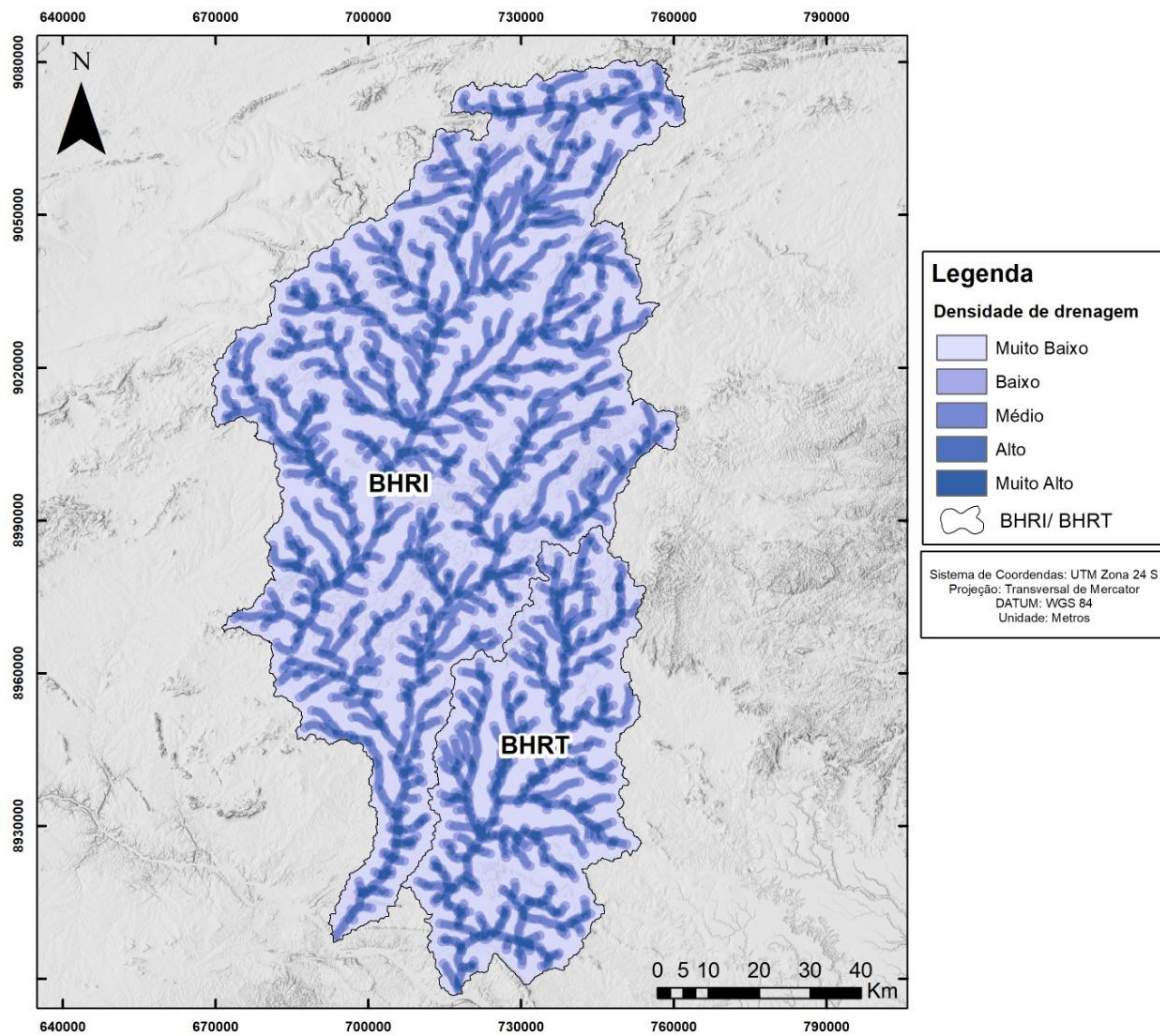 640000 670000 700000 730000 760000 790000
9080000
N
9050000
9020000
8990000
8960000
8930000
BHRI
BHRT
Legenda
Densidade de drenagem
Muito Baixo
Baixo
Médio
Alto
Muito Alto
BHRI/ BHRT
Sistema de Coordendas: UTM Zona 24 S
Projeção: Transversal de Mercator
DATUM: WGS 84
Unidade: Metros
0 5 10 20 30 40
Km
640000 670000 700000 730000 760000 790000